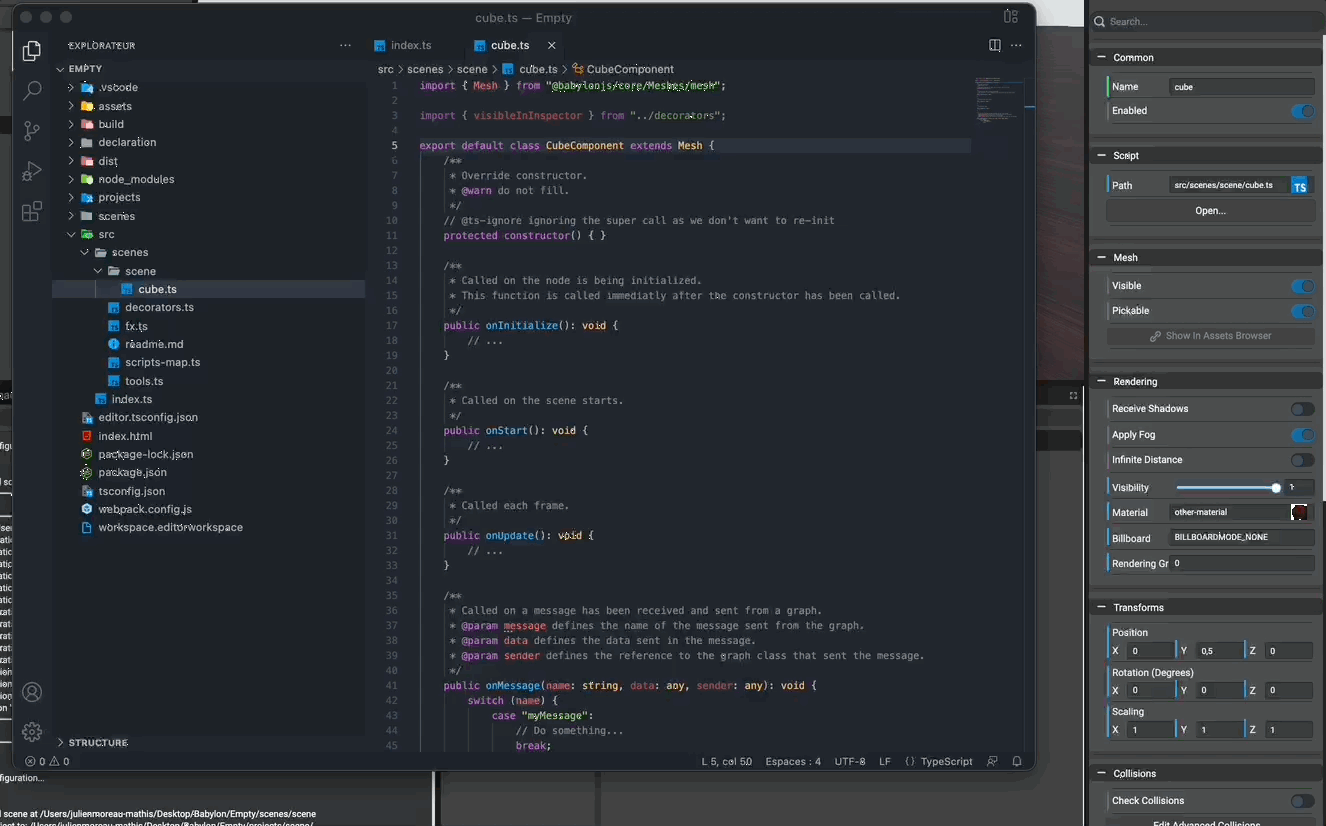 cube.ts — Empty
EXPLORATEUR
EMPTY
.vscode
assets
build
declaration
dist
node_modules
projects
scenes
src
scenes
scene
cube.ts
decorators.ts
fx.ts
readme.md
scripts-map.ts
tools.ts
index.ts
editor.tsconfig.json
index.html
package-lock.json
package.json
tsconfig.json
webpack.config.js
workspace.editorworkspace
STRUCTURE
index.ts
cube.ts
src > scenes > scene > cube.ts > CubeComponent
1 import { Mesh } from "@babylonjs/core/Meshes/mesh";
2
3 import { visibleInInspector } from "../decorators";
4
5 export default class CubeComponent extends Mesh {
6 /**
7 * Override constructor.
8 * @warn do not fill.
9 */
10 // @ts-ignore ignoring the super call as we don't want to re-init
11 protected constructor() { }
12
13 /**
14 * Called on the node is being initialized.
15 * This function is called immediatly after the constructor has been called.
16 */
17 public onInitialize(): void {
18 // ...
19 }
20
21 /**
22 * Called on the scene starts.
23 */
24 public onStart(): void {
25 // ...
26 }
27
28 /**
29 * Called each frame.
30 */
31 public onUpdate(): void {
32 // ...
33 }
34
35 /**
36 * Called on a message has been received and sent from a graph.
37 * @param message defines the name of the message sent from the graph.
38 * @param data defines the data sent in the message.
39 * @param sender defines the reference to the graph class that sent the message.
40 */
41 public onMessage(name: string, data: any, sender: any): void {
42 switch (name) {
43 case "myMessage":
44 // Do something...
45 break;
0 0
L 5, col 50 Espaces : 4 UTF-8 LF {} TypeScript
figuration...
scene at /Users/julienmoreau-mathis/Desktop/Babylon/Empty/scenes/scene
/Users/julienmoreau-mathis/Desktop/Babylon/Empty/projects/scene/
Search...
Common
Name cube
Enabled
Script
Path src/scenes/scene/cube.ts TS
Open...
Mesh
Visible
Pickable
Show In Assets Browser
Rendering
Receive Shadows
Apply Fog
Infinite Distance
Visibility 1
Material other-material
Billboard BILLBOARDMODE_NONE
Rendering Gr 0
Transforms
Position
X 0 Y 0,5 Z 0
Rotation (Degrees)
X 0 Y 0 Z 0
Scaling
X 1 Y 1 Z 1
Collisions
Check Collisions
Edit Advanced Collisions